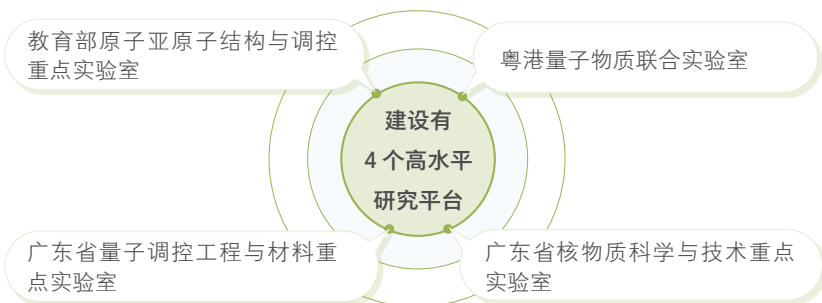 教育部原子亚原子结构与调控
重点实验室
粤港量子物质联合实验室
建设有
4 个高水平
研究平台
广东省量子调控工程与材料重
点实验室
广东省核物质科学与技术重点
实验室